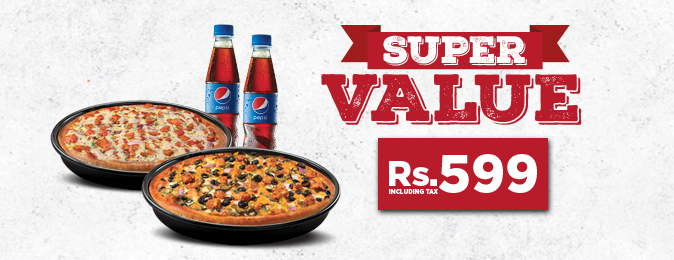 SUPER
VALUE
Rs.599
INCLUDING TAX
pepsi
pepsi